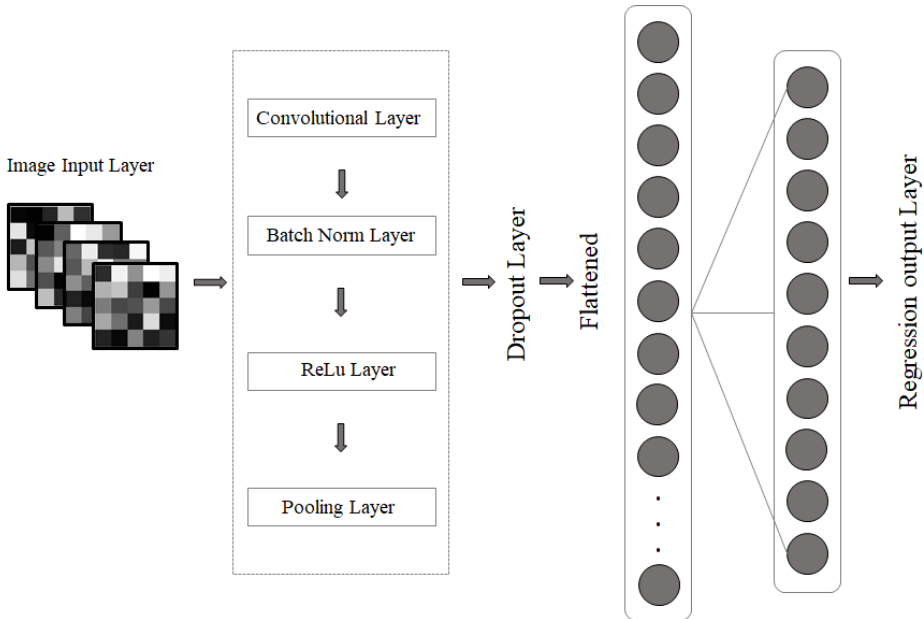 Image Input Layer
Convolutional Layer
Batch Norm Layer
ReLu Layer
Pooling Layer
Dropout Layer
Flattened
Regression output Layer